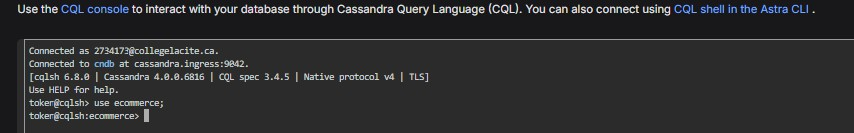 Use the CQL console to interact with your database through Cassandra Query Language (CQL). You can also connect using CQL shell in the Astra CLI .
Connected as 2734173@collegelacite.ca.
Connected to cndb at cassandra.ingress:9042.
[cqlsh 6.8.0 | Cassandra 4.0.0.6816 | CQL spec 3.4.5 | Native protocol v4 | TLS]
Use HELP for help.
toker@cqlsh> use ecommerce;
toker@cqlsh:ecommerce>